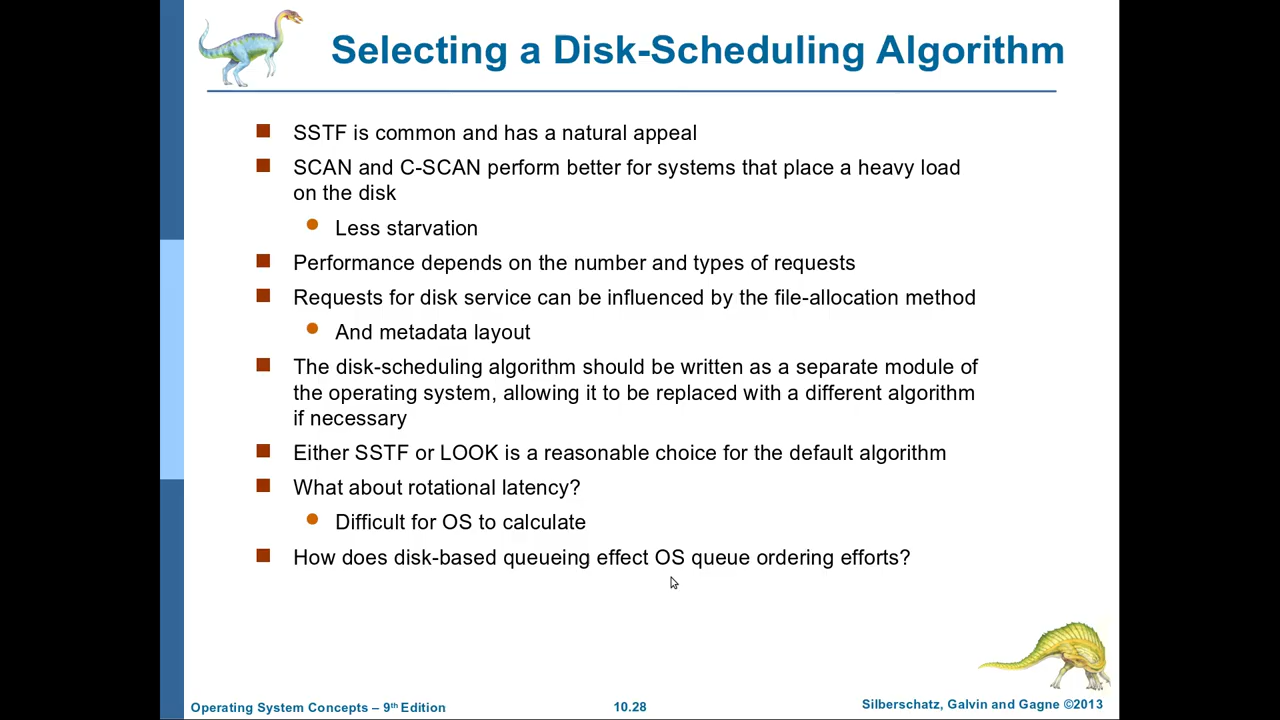 Selecting a Disk-Scheduling Algorithm
SSTF is common and has a natural appeal
SCAN and C-SCAN perform better for systems that place a heavy load
on the disk
Less starvation
Performance depends on the number and types of requests
Requests for disk service can be influenced by the file-allocation method
And metadata layout
The disk-scheduling algorithm should be written as a separate module of
the operating system, allowing it to be replaced with a different algorithm
if necessary
Either SSTF or LOOK is a reasonable choice for the default algorithm
What about rotational latency?
Difficult for OS to calculate
How does disk-based queueing effect OS queue ordering efforts?
Operating System Concepts – 9th Edition
10.28
Silberschatz, Galvin and Gagne ©2013